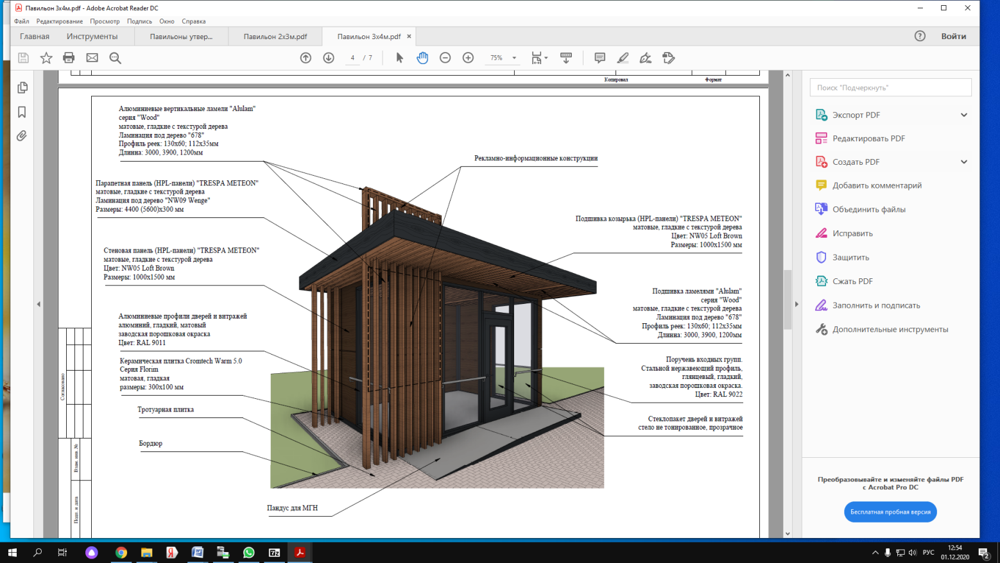 Павильон 3х4м.pdf - Adobe Acrobat Reader DC
Файл Редактирование Просмотр Подпись Окно Справка
Главная Инструменты Павильоны утвер... Павильон 2х3м.pdf Павильон 3х4м.pdf ×
Войти
4 / 7
75%
Копировал Формат
Алюминиевые вертикальные ламели "Alulam"
серия "Wood"
матовые, гладкие с текстурой дерева
Ламинация под дерево "678"
Профиль реек: 130х60; 112х35мм
Длинна: 3000, 3900, 1200мм
Рекламно-информационные конструкции
Парапетная панель (HPL-панели) "TRESPA METEON"
матовые, гладкие с текстурой дерева
Ламинация под дерево "NW09 Wenge"
Размеры: 4400 (5600)х300 мм
Подшивка козырька (HPL-панели) "TRESPA METEON"
матовые, гладкие с текстурой дерева
Цвет: NW05 Loft Brown
Размеры: 1000х1500 мм
Стеновая панель (HPL-панели) "TRESPA METEON"
матовые, гладкие с текстурой дерева
Цвет: NW05 Loft Brown
Размеры: 1000х1500 мм
Подшивка ламелями "Alulam"
серия "Wood"
матовые, гладкие с текстурой дерева
Ламинация под дерево "678"
Профиль реек: 130х60; 112х35мм
Длинна: 3000, 3900, 1200мм
Алюминиевые профили дверей и витражей
алюминий, гладкий, матовый
заводская порошковая окраска
Цвет: RAL 9011
Керамическая плитка Cromtech Warm 5.0
Серия Florim
матовая, гладкая
размеры: 300х100 мм
Поручень входных групп.
Стальной нержавеющий профиль,
глянцевый, гладкий,
заводская порошковая окраска.
Цвет: RAL 9022
Тротуарная плитка
Стеклопакет дверей и витражей
стело не тонированное, прозрачное
Бордюр
Пандус для МГН
Согласовано
Взам. инв. №
Подп. и дата
Поиск "Подчеркнуть"
Экспорт PDF
Редактировать PDF
Создать PDF
Добавить комментарий
Объединить файлы
Исправить
Защитить
Сжать PDF
Заполнить и подписать
Дополнительные инструменты
Преобразовывайте и изменяйте файлы PDF
с Acrobat Pro DC
Бесплатная пробная версия
РУС
12:54
01.12.2020
2